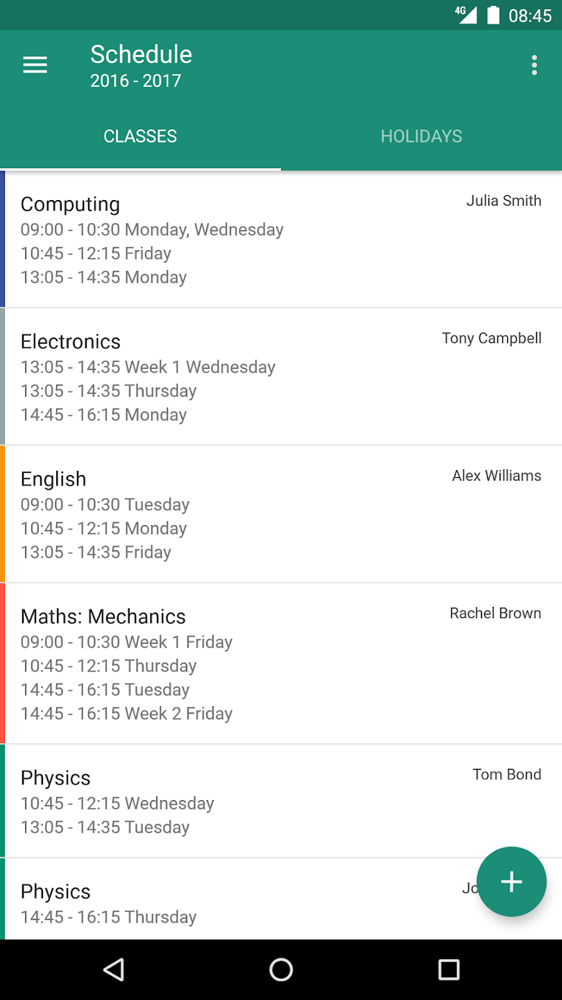 4G 08:45
Schedule
2016 - 2017
CLASSES HOLIDAYS
Computing Julia Smith
09:00 - 10:30 Monday, Wednesday
10:45 - 12:15 Friday
13:05 - 14:35 Monday
Electronics Tony Campbell
13:05 - 14:35 Week 1 Wednesday
13:05 - 14:35 Thursday
14:45 - 16:15 Monday
English Alex Williams
09:00 - 10:30 Tuesday
10:45 - 12:15 Monday
13:05 - 14:35 Friday
Maths: Mechanics Rachel Brown
09:00 - 10:30 Week 1 Friday
10:45 - 12:15 Thursday
14:45 - 16:15 Tuesday
14:45 - 16:15 Week 2 Friday
Physics Tom Bond
10:45 - 12:15 Wednesday
13:05 - 14:35 Tuesday
Physics
14:45 - 16:15 Thursday